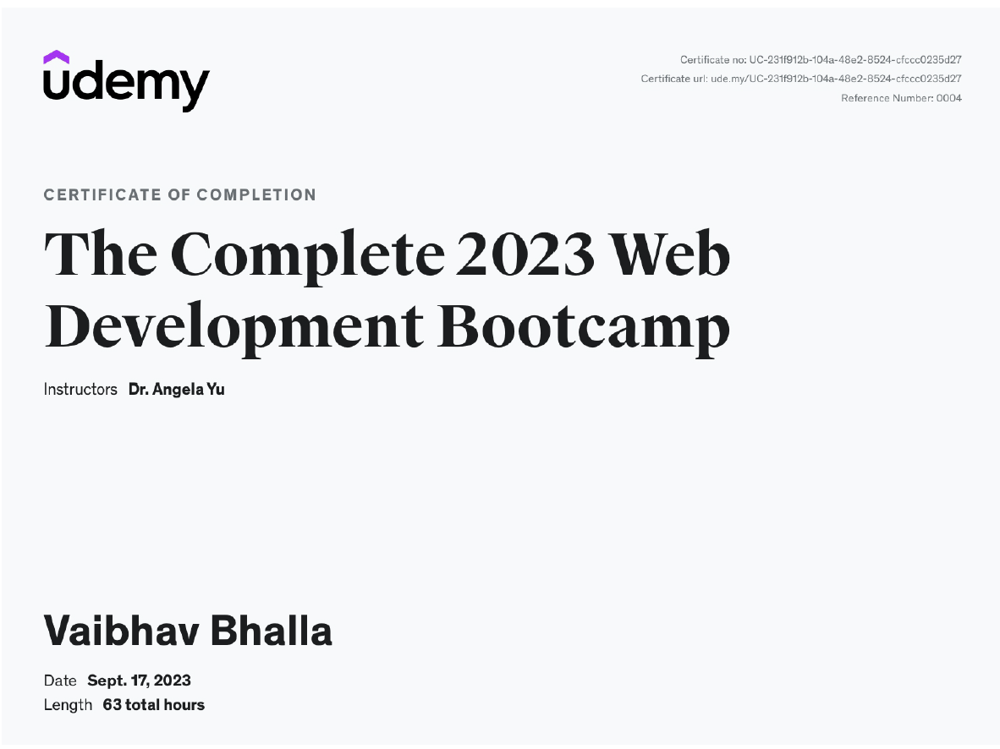 udemy
Certificate no: UC-231f912b-104a-48e2-8524-cfccc0235d27
Certificate url: ude.my/UC-231f912b-104a-48e2-8524-cfccc0235d27
Reference Number: 0004
CERTIFICATE OF COMPLETION
The Complete 2023 Web
Development Bootcamp
Instructors Dr. Angela Yu
Vaibhav Bhalla
Date Sept. 17, 2023
Length 63 total hours